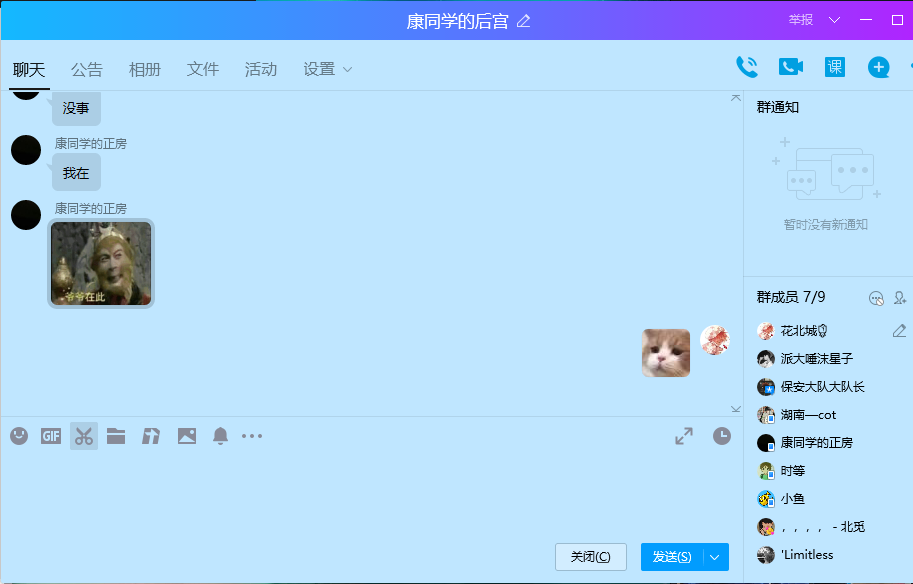 康同学的后宫
举报
聊天 公告 相册 文件 活动 设置
课
没事
康同学的正房
我在
康同学的正房
爷爷在此
GIF
关闭(C) 发送(S)
群通知
暂时没有新通知
群成员 7/9
花北城
派大唾沫星子
保安大队大队长
湖南—cot
康同学的正房
时等
小鱼
，，，， - 北觅
'Limitless